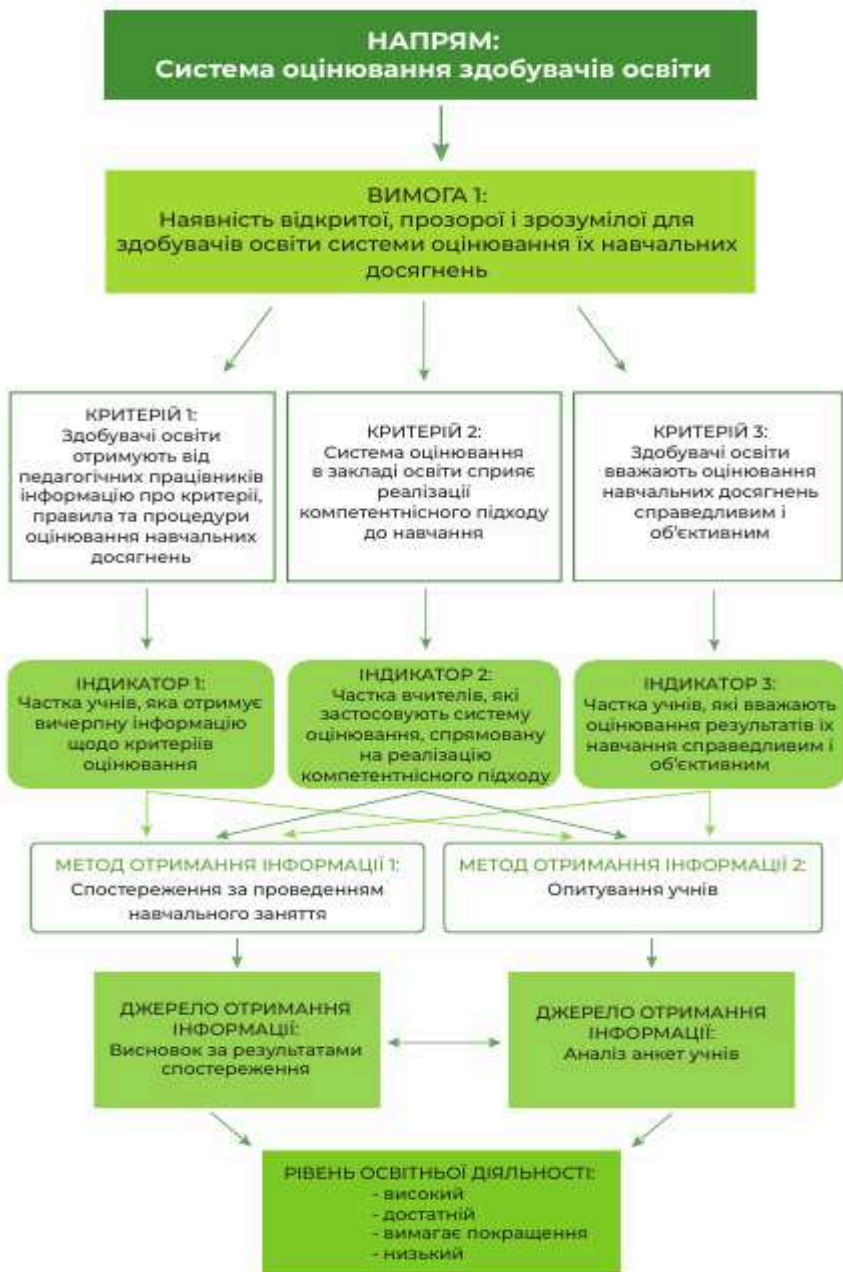 НАПРЯМ:
Система оцінювання здобувачів освіти
ВИМОГА 1:
Наявність відкритої, прозорої і зрозумілої для
здобувачів освіти системи оцінювання їх навчальних
досягнень
КРИТЕРІЙ 1:
Здобувачі освіти
отримують від
педагогічних працівників
інформацію про критерії,
правила та процедури
оцінювання навчальних
досягнень
КРИТЕРІЙ 2:
Система оцінювання
в закладі освіти сприяє
реалізації
компетентнісного підходу
до навчання
КРИТЕРІЙ 3:
Здобувачі освіти
вважають оцінювання
навчальних досягнень
справедливим і
об'єктивним
ІНДИКАТОР 1:
Частка учнів, яка отримує
вичерпну інформацію
щодо критеріїв
оцінювання
ІНДИКАТОР 2:
Частка вчителів, які
застосовують систему
оцінювання, спрямовану
на реалізацію
компетентнісного підходу
ІНДИКАТОР 3:
Частка учнів, які вважають
оцінювання результатів їх
навчання справедливим і
об'єктивним
МЕТОД ОТРИМАННЯ ІНФОРМАЦІЇ 1:
Спостереження за проведенням
навчального заняття
МЕТОД ОТРИМАННЯ ІНФОРМАЦІЇ 2:
Опитування учнів
ДЖЕРЕЛО ОТРИМАННЯ
ІНФОРМАЦІЇ:
Висновок за результатами
спостереження
ДЖЕРЕЛО ОТРИМАННЯ
ІНФОРМАЦІЇ:
Аналіз анкет учнів
РІВЕНЬ ОСВІТНЬОЇ ДІЯЛЬНОСТІ:
- високий
- достатній
- вимагає покращення
- низький